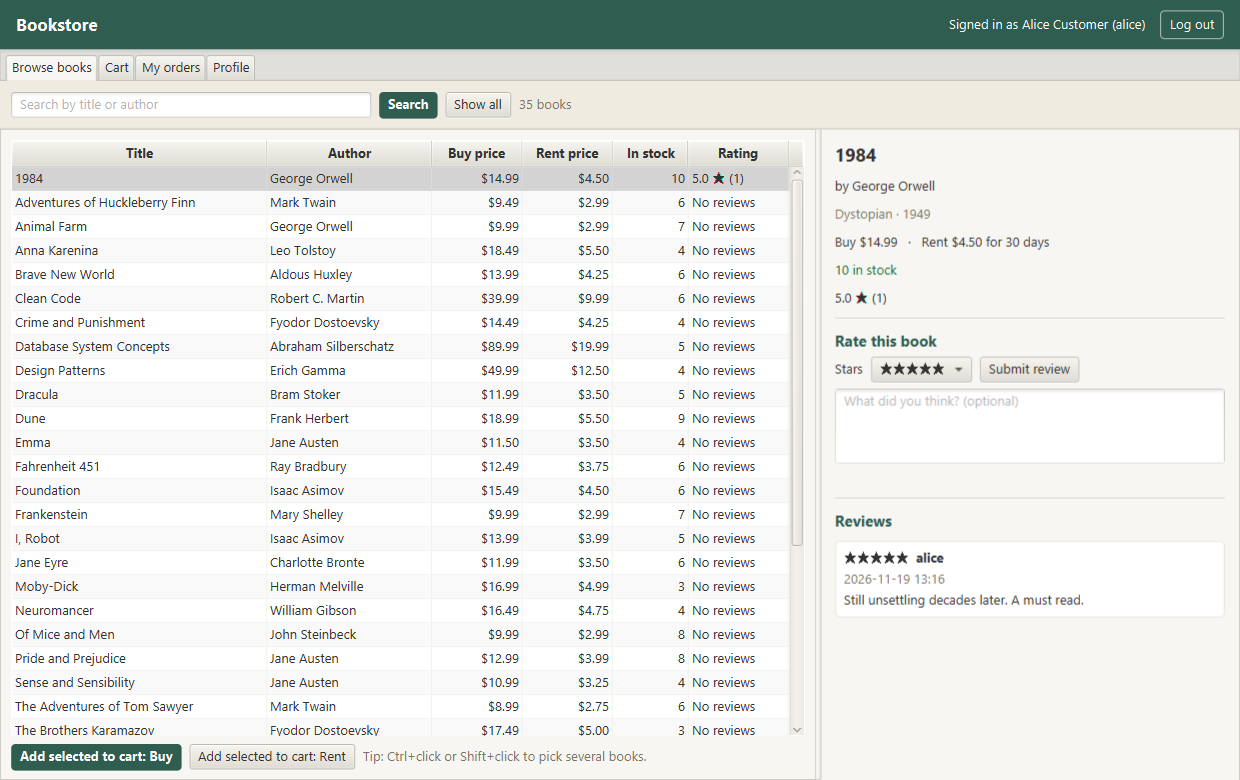 Bookstore
Signed in as Alice Customer (alice) Log out
Browse books Cart My orders Profile
Search by title or author Search Show all 35 books
Title Author Buy price Rent price In stock Rating
1984 George Orwell $14.99 $4.50 10 5.0 ★ (1)
Adventures of Huckleberry Finn Mark Twain $9.49 $2.99 6 No reviews
Animal Farm George Orwell $9.99 $2.99 7 No reviews
Anna Karenina Leo Tolstoy $18.49 $5.50 4 No reviews
Brave New World Aldous Huxley $13.99 $4.25 6 No reviews
Clean Code Robert C. Martin $39.99 $9.99 6 No reviews
Crime and Punishment Fyodor Dostoevsky $14.49 $4.25 4 No reviews
Database System Concepts Abraham Silberschatz $89.99 $19.99 5 No reviews
Design Patterns Erich Gamma $49.99 $12.50 4 No reviews
Dracula Bram Stoker $11.99 $3.50 5 No reviews
Dune Frank Herbert $18.99 $5.50 9 No reviews
Emma Jane Austen $11.50 $3.50 4 No reviews
Fahrenheit 451 Ray Bradbury $12.49 $3.75 6 No reviews
Foundation Isaac Asimov $15.49 $4.50 6 No reviews
Frankenstein Mary Shelley $9.99 $2.99 7 No reviews
I, Robot Isaac Asimov $13.99 $3.99 5 No reviews
Jane Eyre Charlotte Bronte $11.99 $3.50 6 No reviews
Moby-Dick Herman Melville $16.99 $4.99 3 No reviews
Neuromancer William Gibson $16.49 $4.75 4 No reviews
Of Mice and Men John Steinbeck $9.99 $2.99 8 No reviews
Pride and Prejudice Jane Austen $12.99 $3.99 8 No reviews
Sense and Sensibility Jane Austen $10.99 $3.25 4 No reviews
The Adventures of Tom Sawyer Mark Twain $8.99 $2.75 6 No reviews
The Brothers Karamazov Fyodor Dostoevsky $17.49 $5.00 3 No reviews
Add selected to cart: Buy Add selected to cart: Rent Tip: Ctrl+click or Shift+click to pick several books.
1984
by George Orwell
Dystopian · 1949
Buy $14.99 · Rent $4.50 for 30 days
10 in stock
5.0 ★ (1)
Rate this book
Stars ★★★★★ Submit review
What did you think? (optional)
Reviews
★★★★★ alice
2026-11-19 13:16
Still unsettling decades later. A must read.